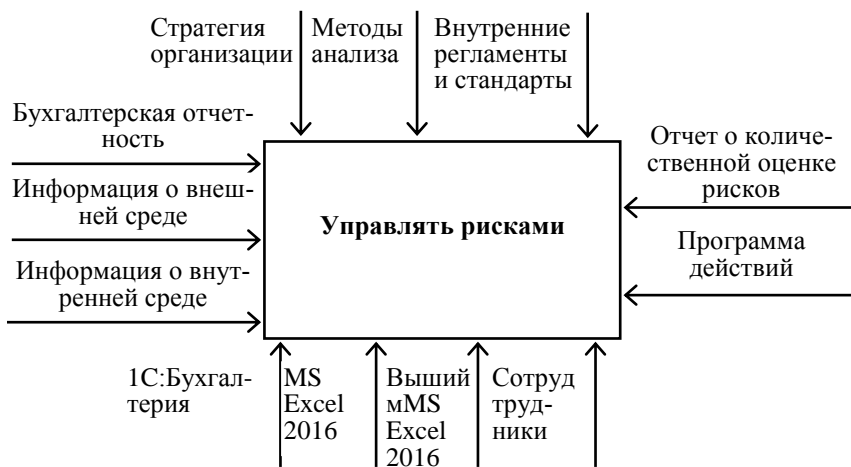 Стратегия
организации
Методы
анализа
Внутренние
регламенты
и стандарты
Бухгалтерская отчет-
ность
Информация о внеш-
ней среде
Информация о внут-
ренней среде
Управлять рисками
Отчет о количе-
ственной оценке
рисков
Программа
действий
1С:Бухгал-
терия
MS
Excel
2016
Выший
мMS
Excel
2016
Сотруд
труд-
ники